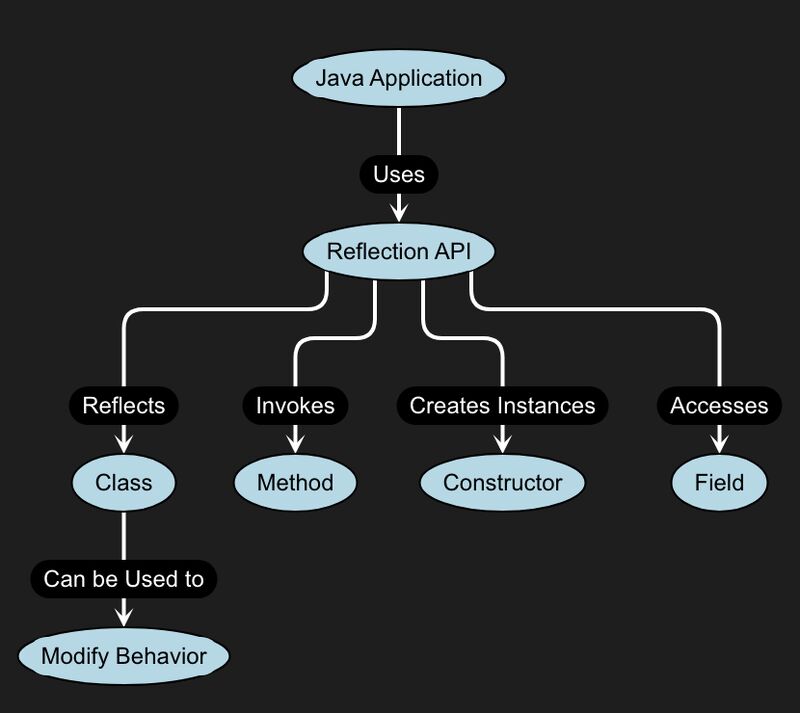 Java Application
Uses
Reflection API
Reflects
Invokes
Creates Instances
Accesses
Class
Method
Constructor
Field
Can be Used to
Modify Behavior